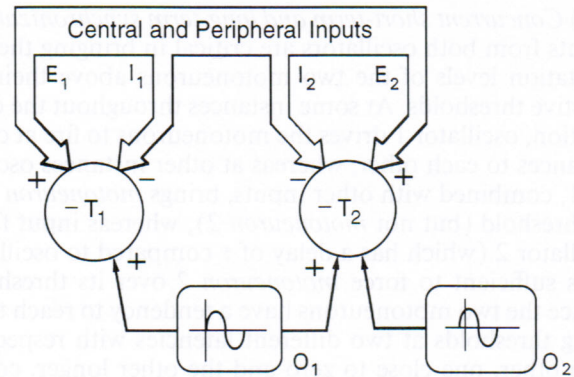 Central and Peripheral Inputs
E1 I1 I2 E2
+ - - +
T1 T2
+ +
O1 O2